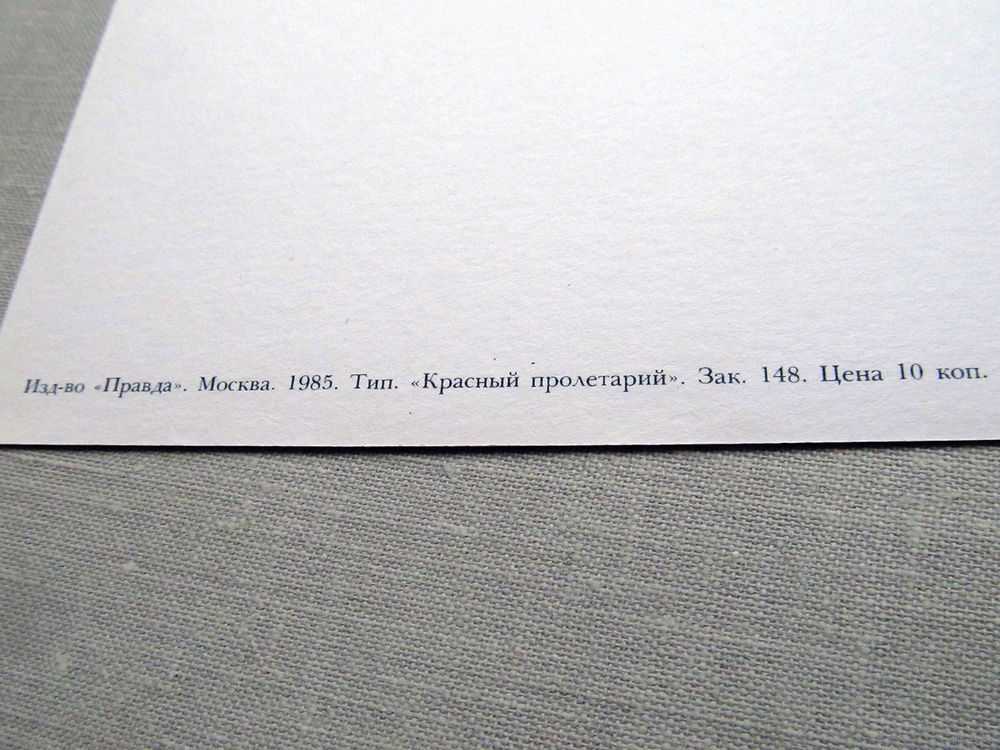 Изд-во «Правда». Москва. 1985. Тип. «Красный пролетарий». Зак. 148. Цена 10 коп.